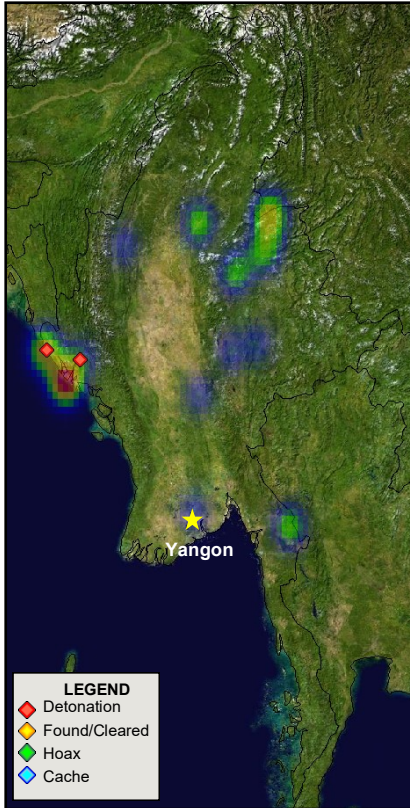 Yangon
LEGEND
Detonation
Found/Cleared
Hoax
Cache